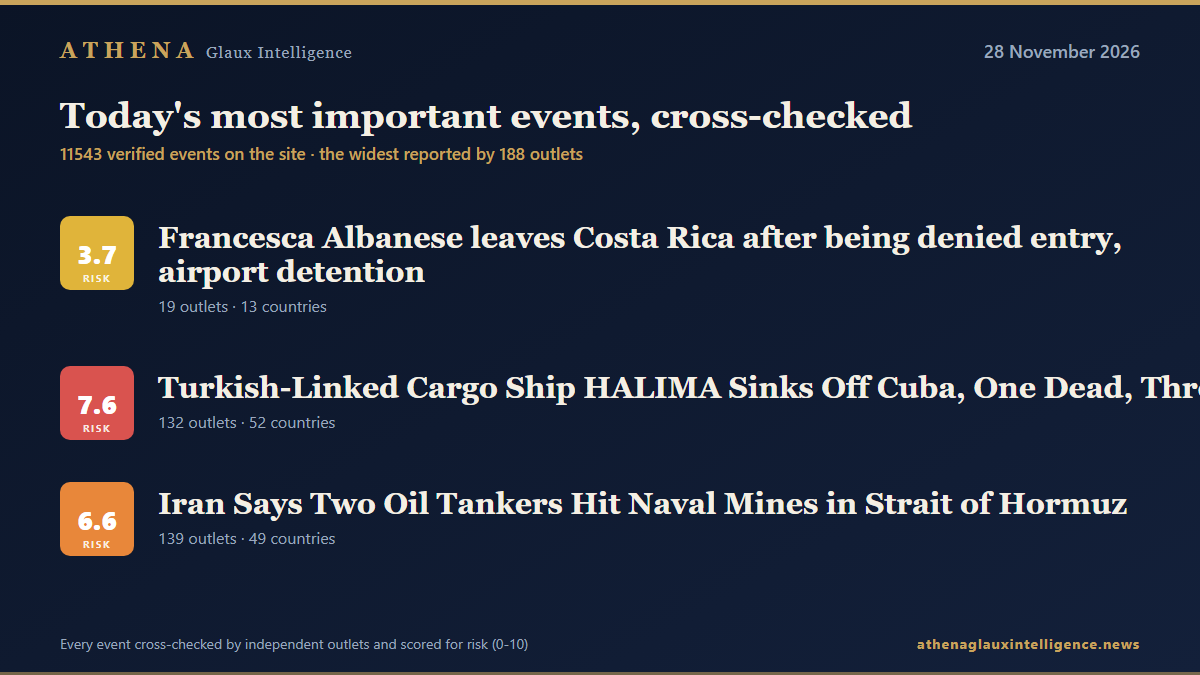 ATHENA Glaux Intelligence
28 November 2026
Today's most important events, cross-checked
11543 verified events on the site · the widest reported by 188 outlets
3.7
RISK
Francesca Albanese leaves Costa Rica after being denied entry,
airport detention
19 outlets · 13 countries
7.6
RISK
Turkish-Linked Cargo Ship HALIMA Sinks Off Cuba, One Dead,
132 outlets · 52 countries
6.6
RISK
Iran Says Two Oil Tankers Hit Naval Mines in Strait of Hormuz
139 outlets · 49 countries
Every event cross-checked by independent outlets and scored for risk (0-10)
athenaglauxintelligence.news